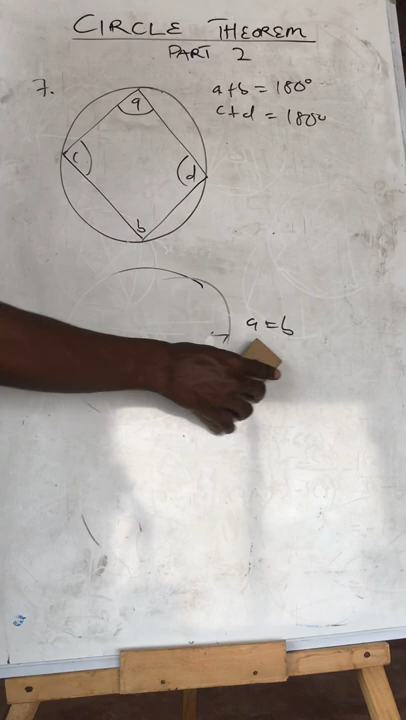 CIRCLE THEOREM
PART 2
7.
a+b = 180°
c+d = 180°
a
c
d
b
a = b